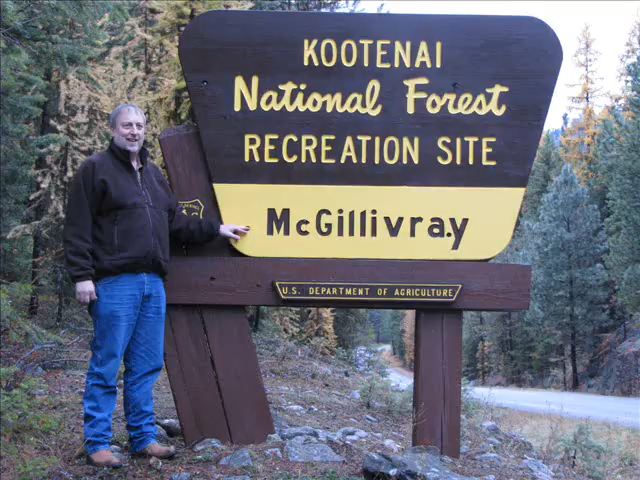 KOOTENAI
National Forest
RECREATION SITE
McGillivray
U.S. DEPARTMENT OF AGRICULTURE